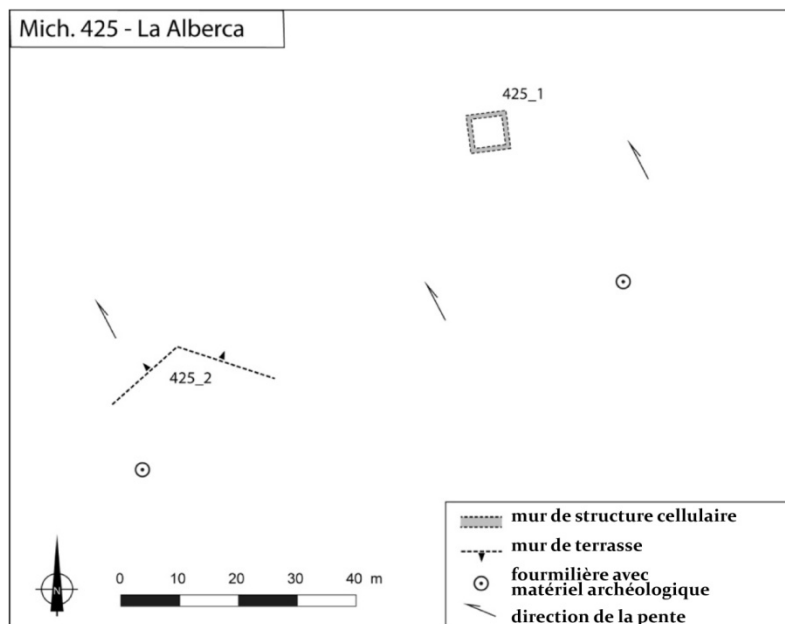 Mich. 425 - La Alberca
425_1
425_2
N
0 10 20 30 40 m
mur de structure cellulaire
mur de terrasse
fourmilière avec
matériel archéologique
direction de la pente